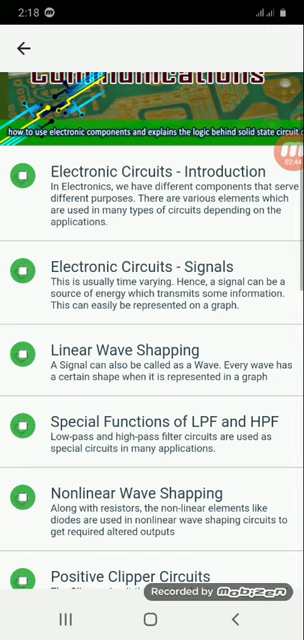 2:18
Communications
how to use electronic components and explains the logic behind solid state circuit
02:44
Electronic Circuits - Introduction
In Electronics, we have different components that serve
different purposes. There are various elements which
are used in many types of circuits depending on the
applications.
Electronic Circuits - Signals
This is usually time varying. Hence, a signal can be a
source of energy which transmits some information.
This can easily be represented on a graph.
Linear Wave Shapping
A Signal can also be called as a Wave. Every wave has
a certain shape when it is represented in a graph
Special Functions of LPF and HPF
Low-pass and high-pass filter circuits are used as
special circuits in many applications.
Nonlinear Wave Shapping
Along with resistors, the non-linear elements like
diodes are used in nonlinear wave shaping circuits to
get required altered outputs
Positive Clipper Circuits
Recorded by MOBIZEN